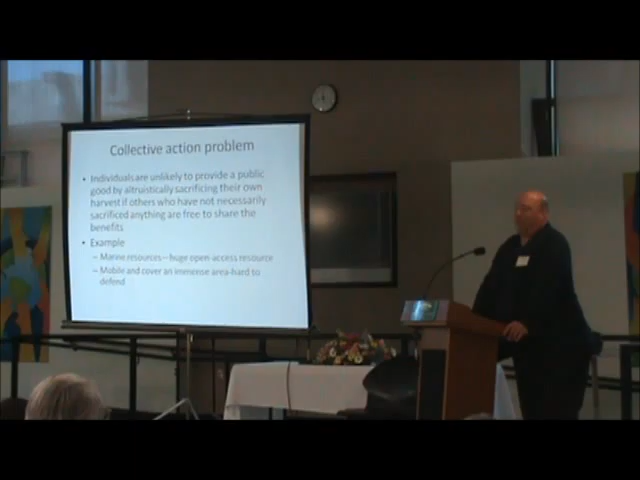 Collective action problem
• Individuals are unlikely to provide a public
good by altruistically sacrificing their own
harvest if others who have not necessarily
sacrificed anything are free to share the
benefits
• Example
– Marine resources—huge open-access resource
– Mobile and cover an immense area-hard to
defend